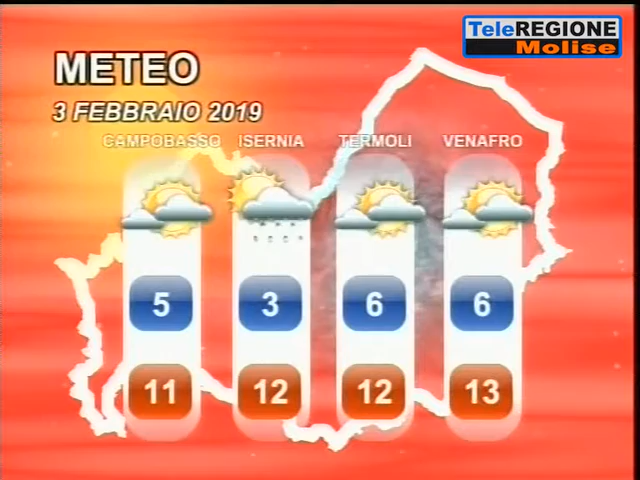 TeleREGIONE
Molise
METEO
3 FEBBRAIO 2019
CAMPOBASSO ISERNIA TERMOLI VENAFRO
5 3 6 6
11 12 12 13